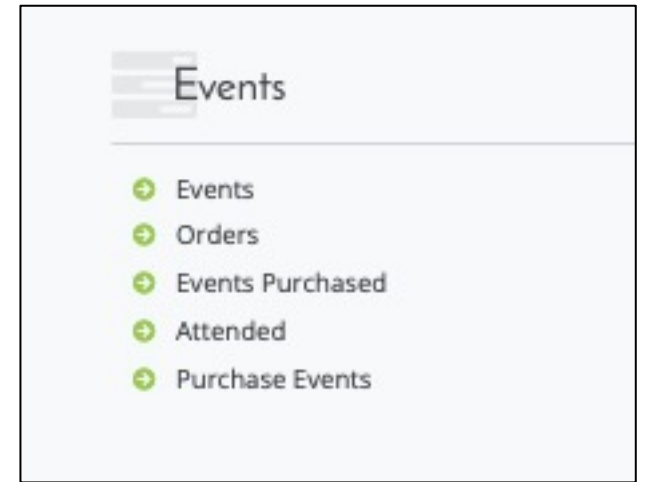 Events
Events
Orders
Events Purchased
Attended
Purchase Events